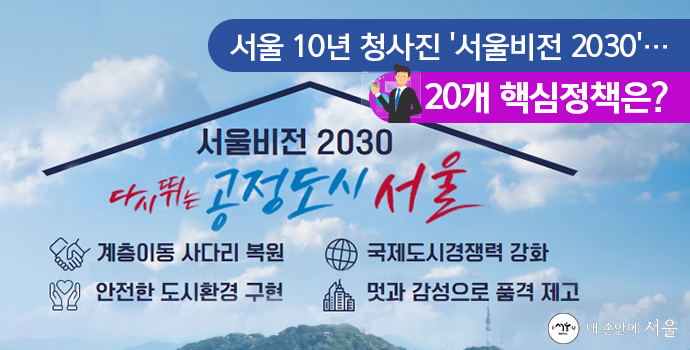 서울 10년 청사진 '서울비전 2030'…
20개 핵심정책은?
서울비전 2030
다시 뛰는 공정도시 서울
계층이동 사다리 복원
국제도시경쟁력 강화
안전한 도시환경 구현
멋과 감성으로 품격 제고
내 손안에 서울